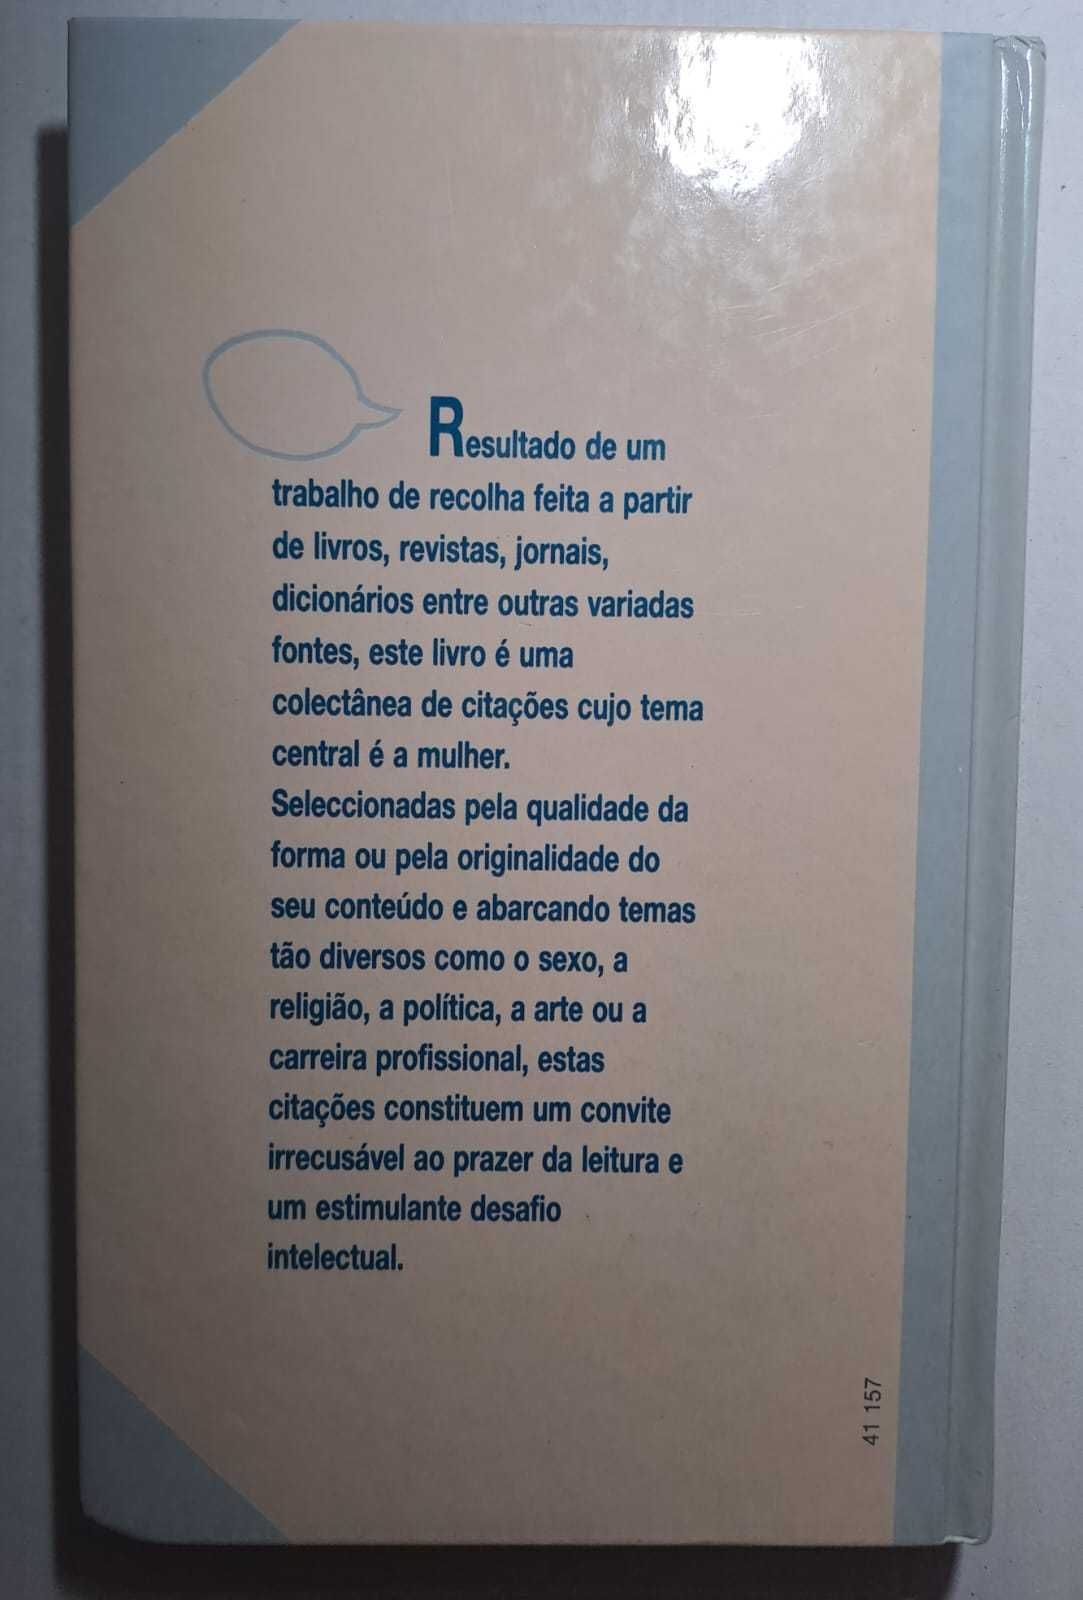 Resultado de um
trabalho de recolha feita a partir
de livros, revistas, jornais,
dicionários entre outras variadas
fontes, este livro é uma
colectânea de citações cujo tema
central é a mulher.
Seleccionadas pela qualidade da
forma ou pela originalidade do
seu conteúdo e abarcando temas
tão diversos como o sexo, a
religião, a política, a arte ou a
carreira profissional, estas
citações constituem um convite
irrecusável ao prazer da leitura e
um estimulante desafio
intelectual.
41 157